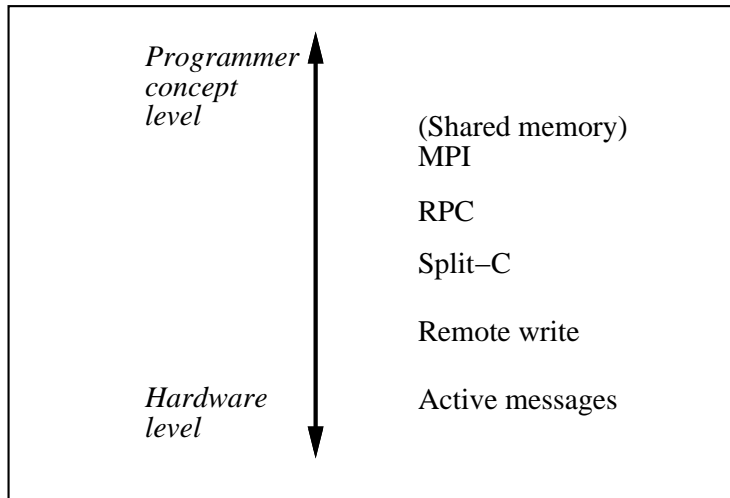 Programmer
concept
level
(Shared memory)
MPI
RPC
Split–C
Remote write
Hardware
level
Active messages